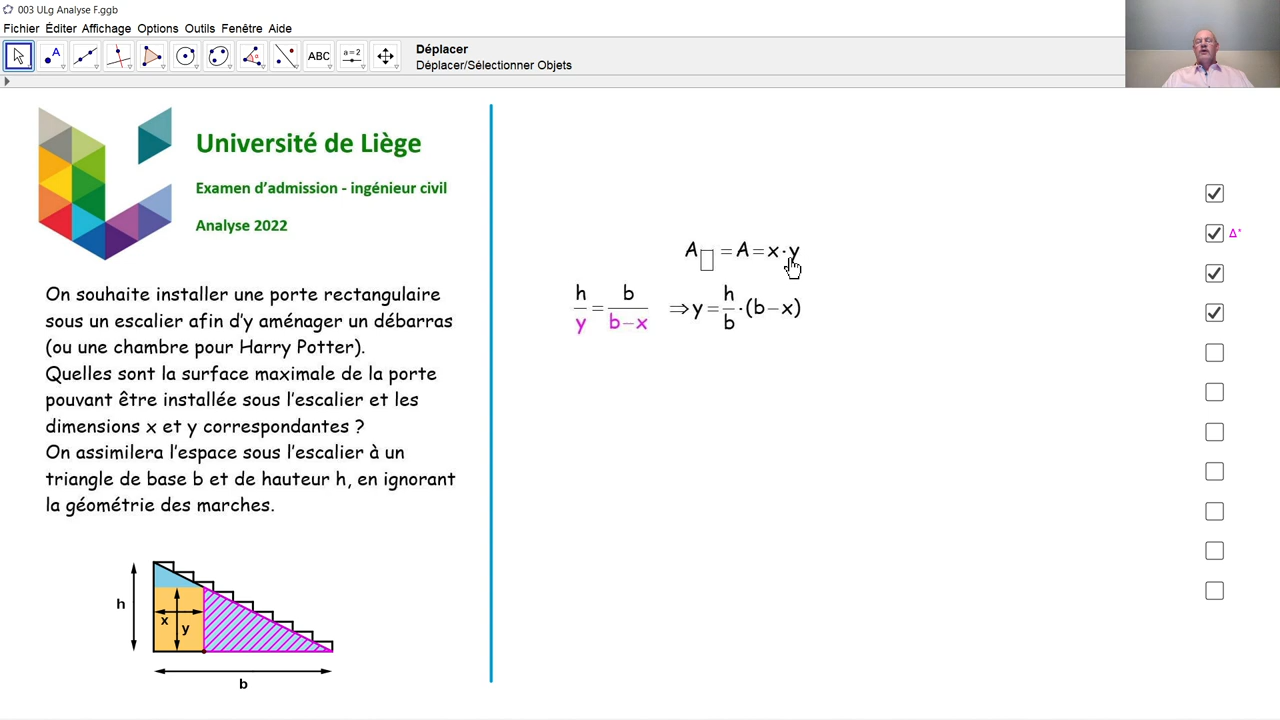 003 ULg Analyse F.ggb
Fichier Éditer Affichage Options Outils Fenêtre Aide
A
ABC
a=2
Déplacer
Déplacer/Sélectionner Objets
Université de Liège
Examen d’admission - ingénieur civil
Analyse 2022
On souhaite installer une porte rectangulaire
sous un escalier afin d’y aménager un débarras
(ou une chambre pour Harry Potter).
Quelles sont la surface maximale de la porte
pouvant être installée sous l’escalier et les
dimensions x et y correspondantes ?
On assimilera l’espace sous l’escalier à un
triangle de base b et de hauteur h, en ignorant
la géométrie des marches.
h
x
y
b
A▯ = A = x · y
h/y = b/(b−x) ⇒ y = h/b · (b−x)
Δ'